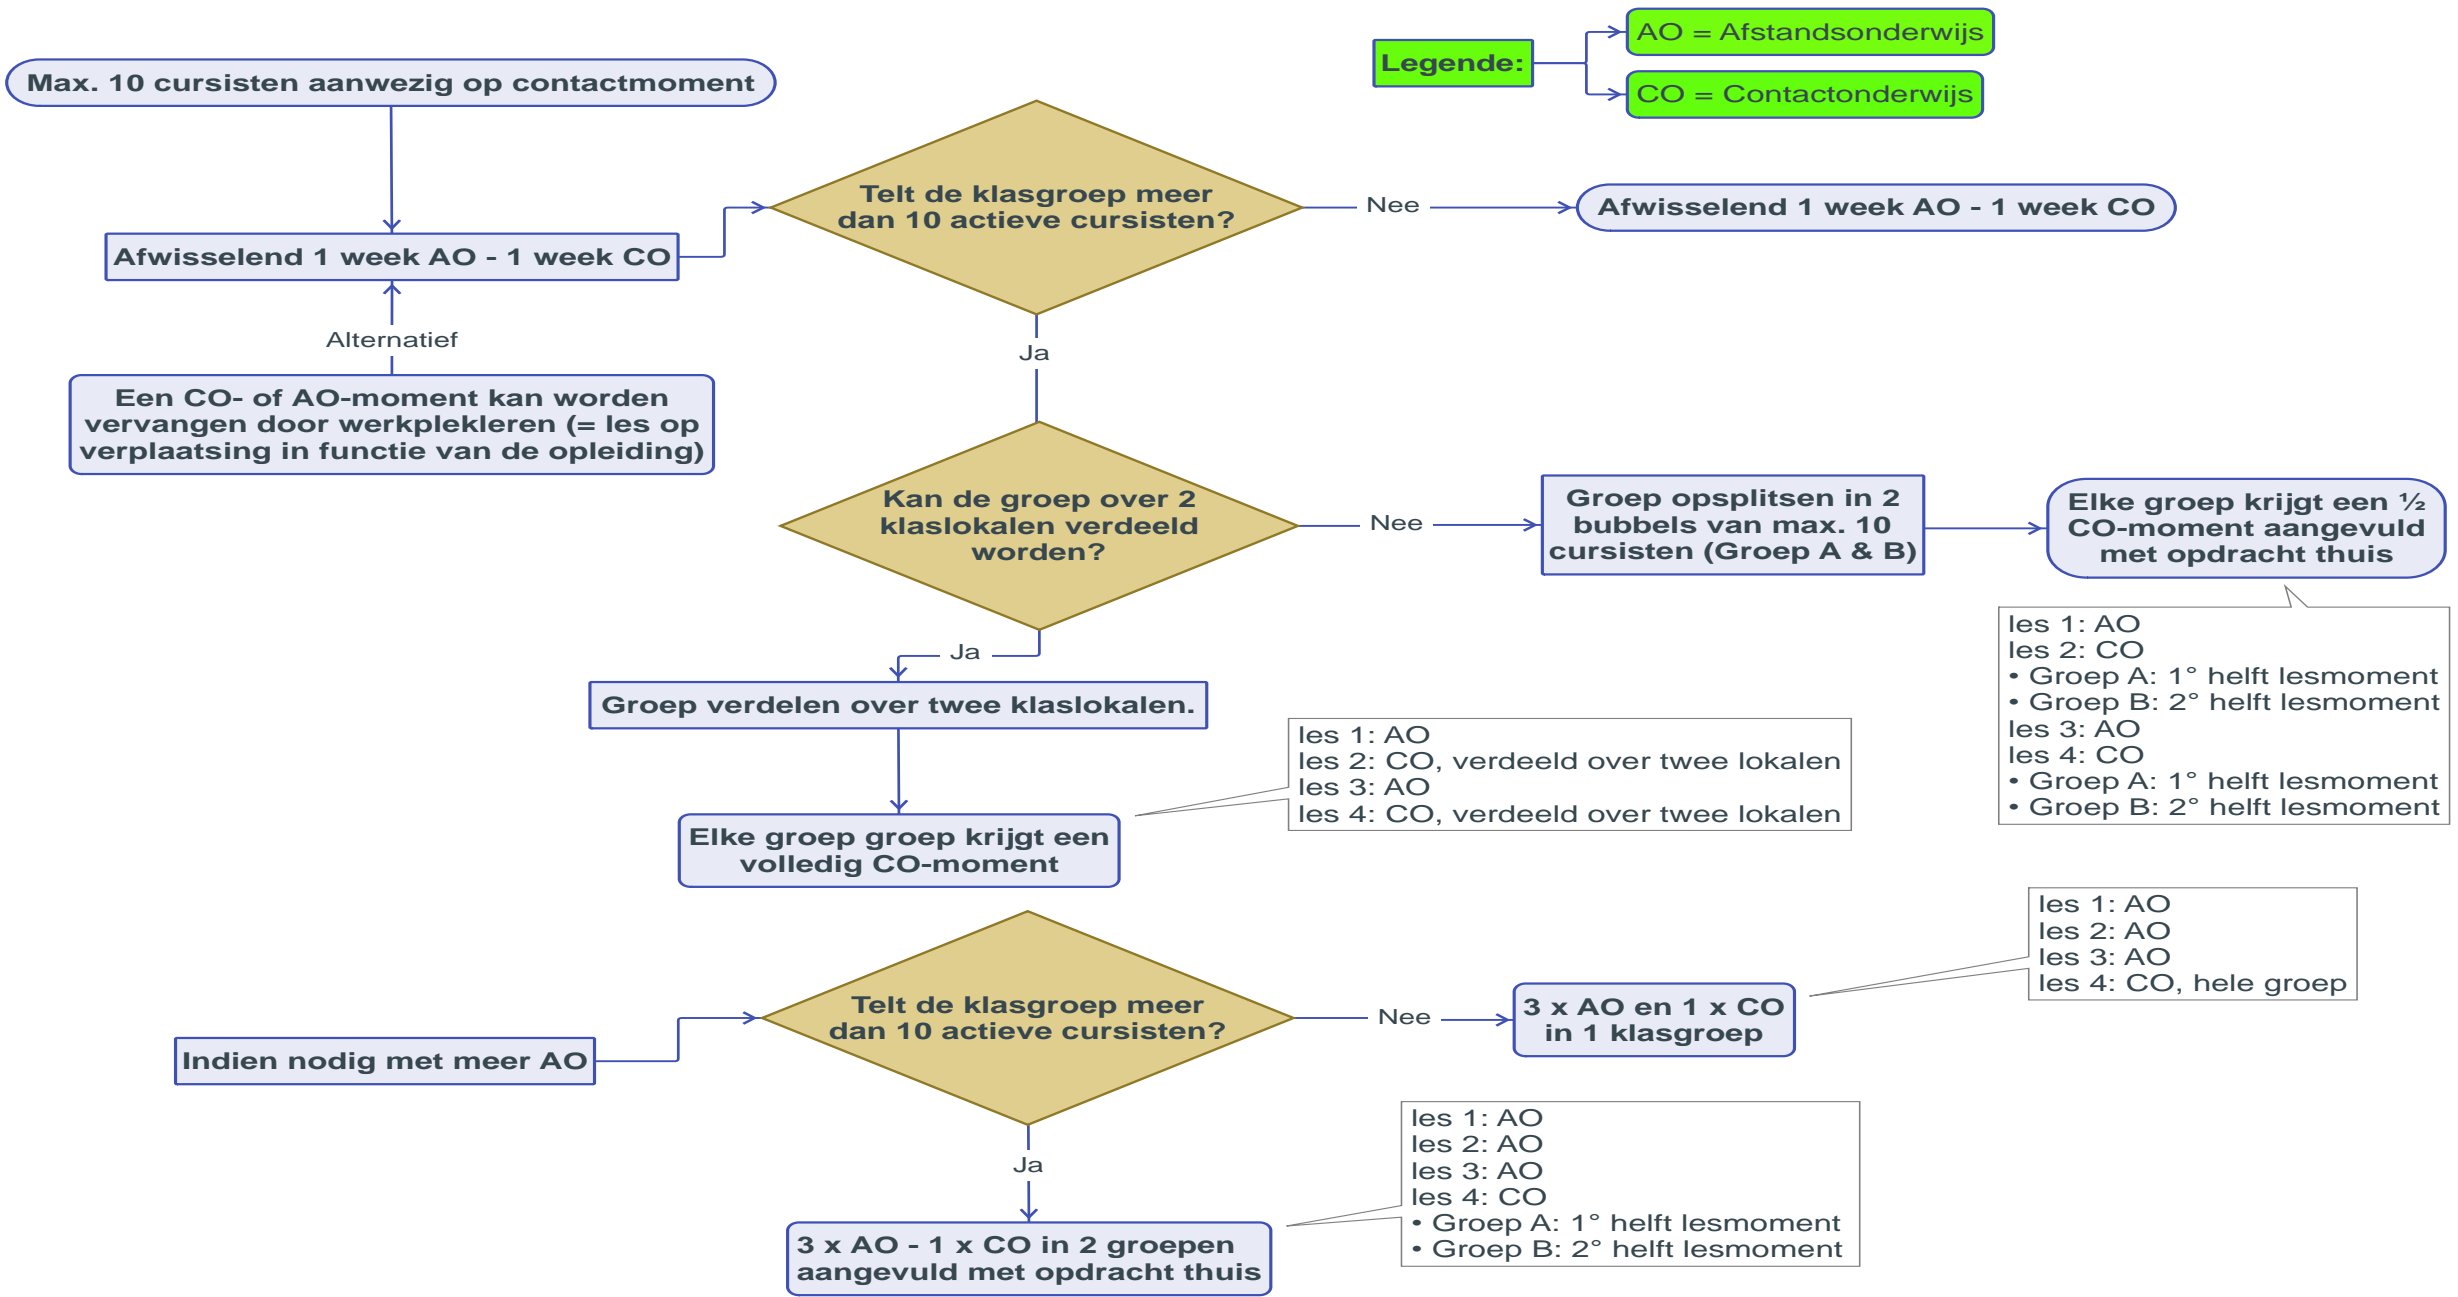 Legende:
AO = Afstandsonderwijs
CO = Contactonderwijs
Max. 10 cursisten aanwezig op contactmoment
Afwisselend 1 week AO - 1 week CO
Alternatief
Een CO- of AO-moment kan worden
vervangen door werkplekleren (= les op
verplaatsing in functie van de opleiding)
Telt de klasgroep meer
dan 10 actieve cursisten?
Nee
Afwisselend 1 week AO - 1 week CO
Ja
Kan de groep over 2
klaslokalen verdeeld
worden?
Nee
Groep opsplitsen in 2
bubbels van max. 10
cursisten (Groep A & B)
Elke groep krijgt een ½
CO-moment aangevuld
met opdracht thuis
les 1: AO
les 2: CO
• Groep A: 1° helft lesmoment
• Groep B: 2° helft lesmoment
les 3: AO
les 4: CO
• Groep A: 1° helft lesmoment
• Groep B: 2° helft lesmoment
Ja
Groep verdelen over twee klaslokalen.
Elke groep groep krijgt een
volledig CO-moment
les 1: AO
les 2: CO, verdeeld over twee lokalen
les 3: AO
les 4: CO, verdeeld over twee lokalen
Indien nodig met meer AO
Telt de klasgroep meer
dan 10 actieve cursisten?
Nee
3 x AO en 1 x CO
in 1 klasgroep
les 1: AO
les 2: AO
les 3: AO
les 4: CO, hele groep
Ja
3 x AO - 1 x CO in 2 groepen
aangevuld met opdracht thuis
les 1: AO
les 2: AO
les 3: AO
les 4: CO
• Groep A: 1° helft lesmoment
• Groep B: 2° helft lesmoment